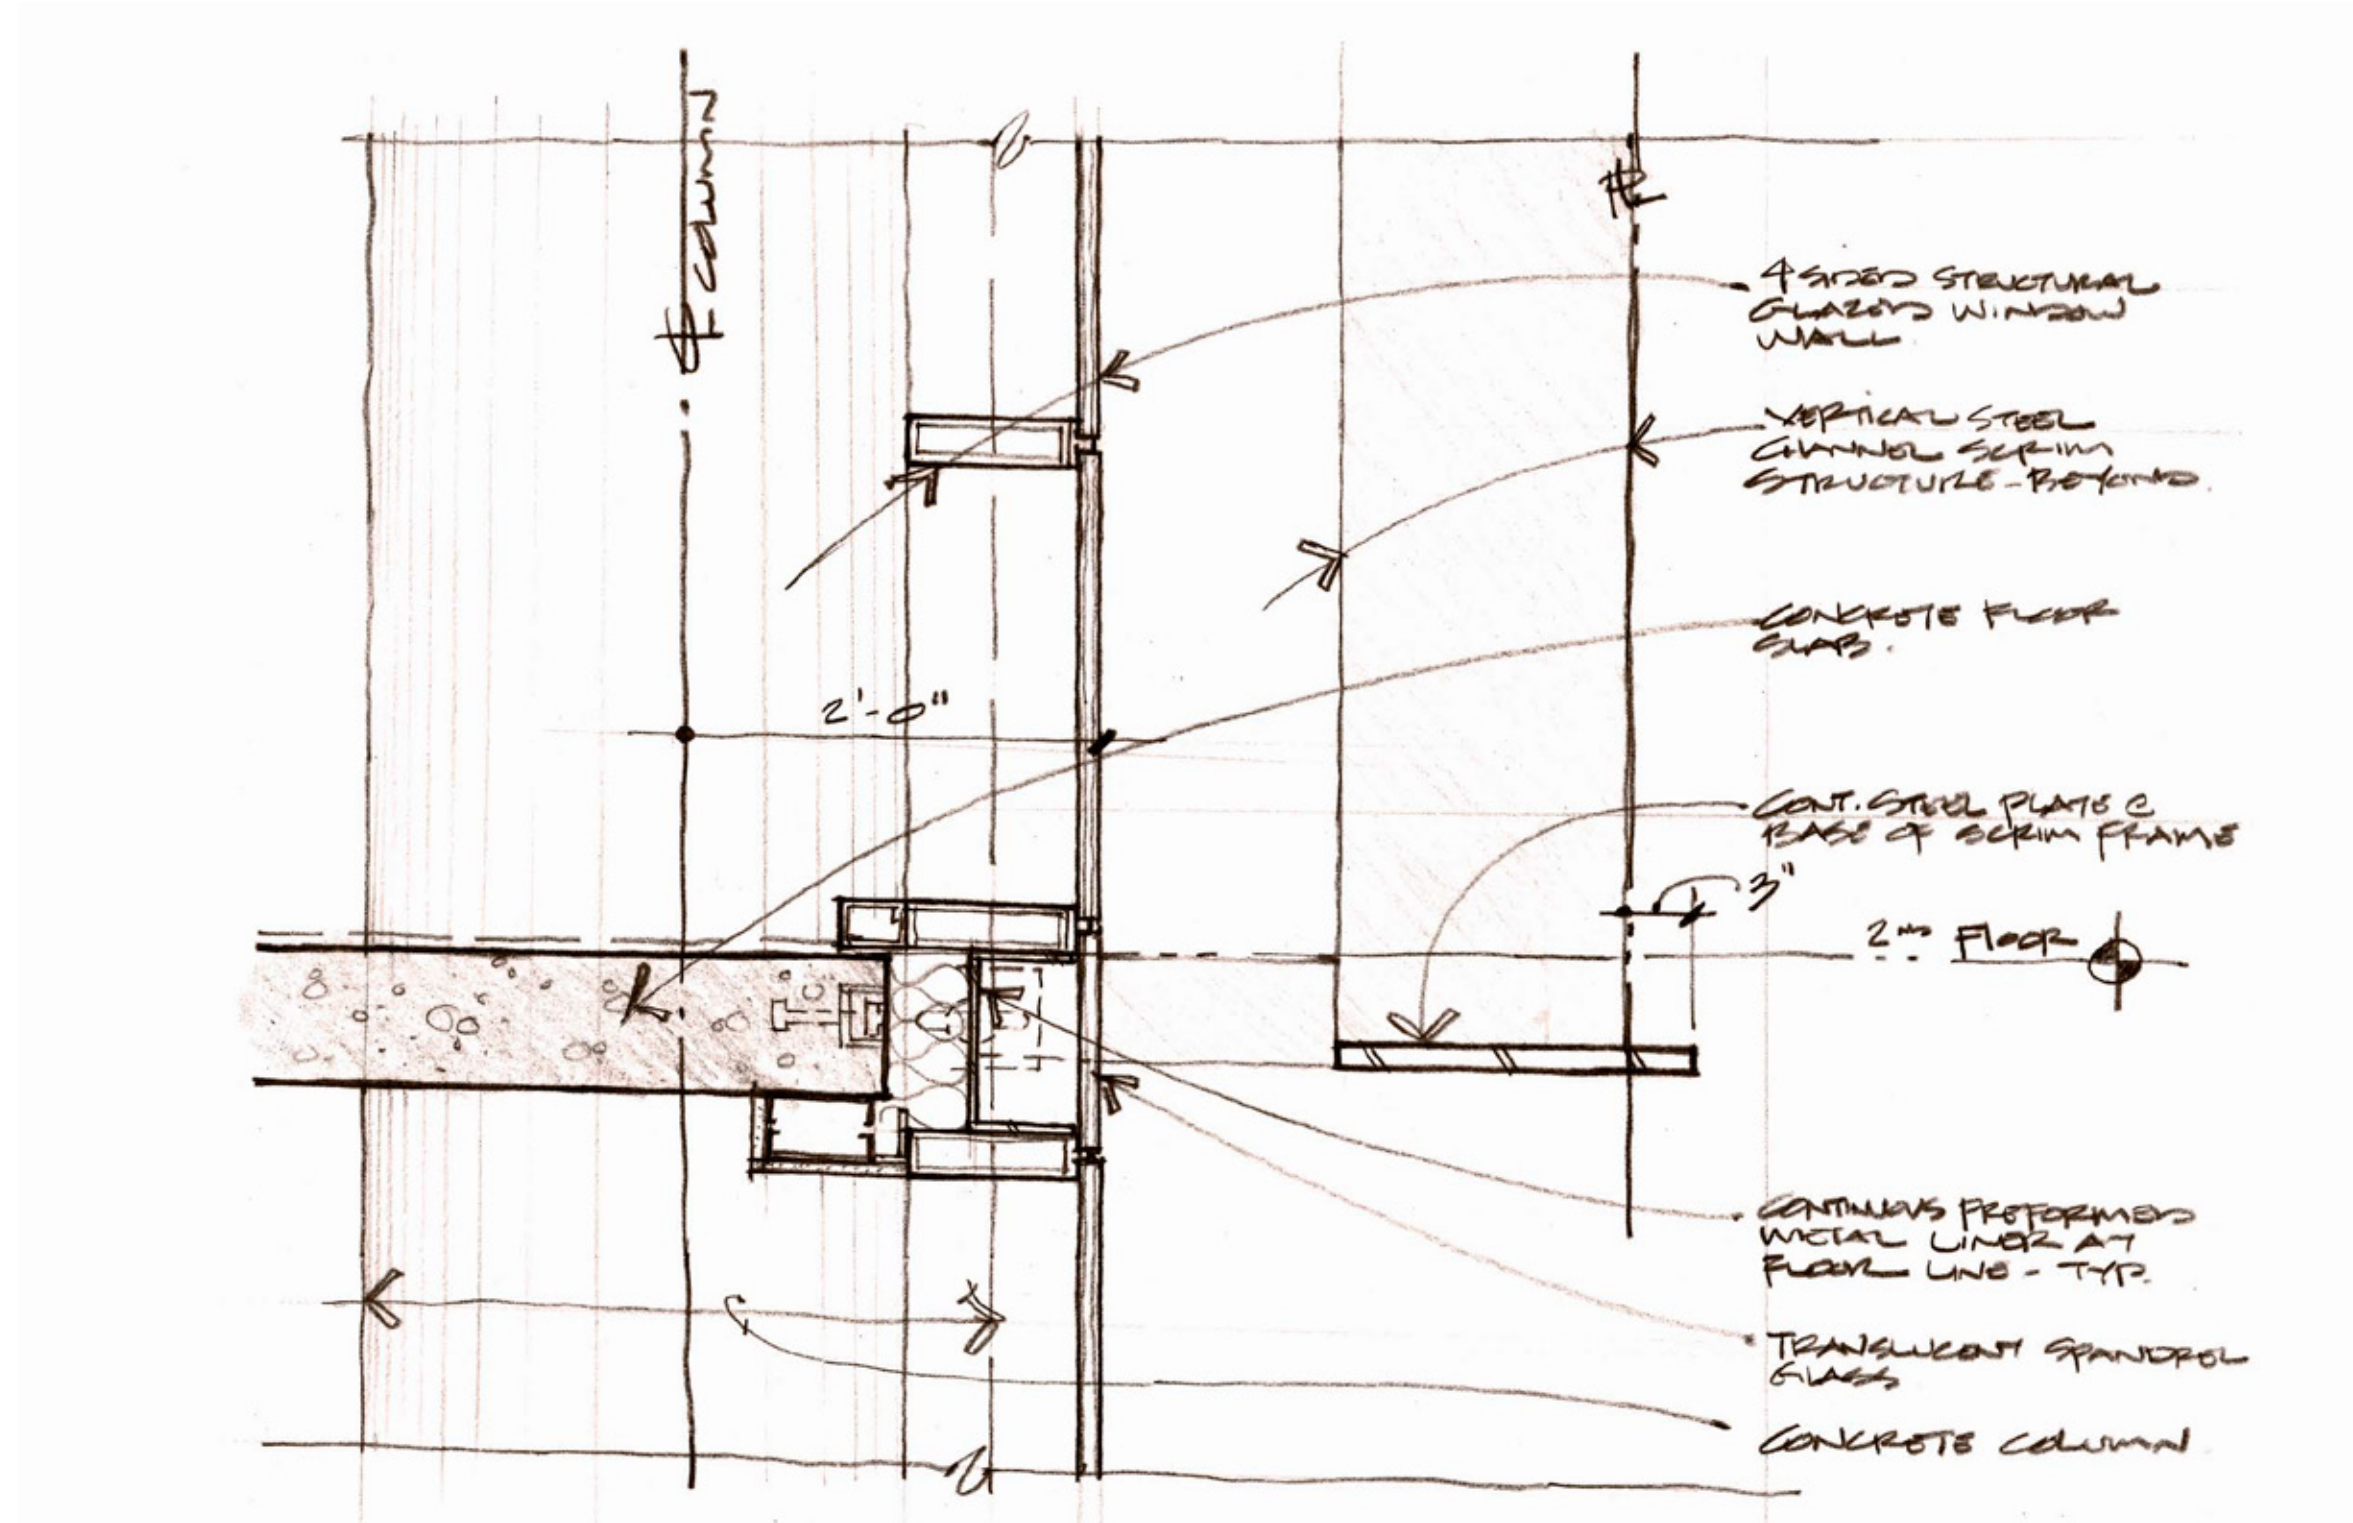 COLUMN
PL
4 SIDED STRUCTURAL
GLAZED WINDOW
WALL
VERTICAL STEEL
CHANNEL SCRIM
STRUCTURE - BEYOND.
CONCRETE FLOOR
SLAB.
2'-0"
CONT. STEEL PLATE @
BASE OF SCRIM FRAME
3"
2ND FLOOR
CONTINUOUS PREFORMED
METAL LINER AT
FLOOR LINE - TYP.
TRANSLUCENT SPANDREL
GLASS
CONCRETE COLUMN